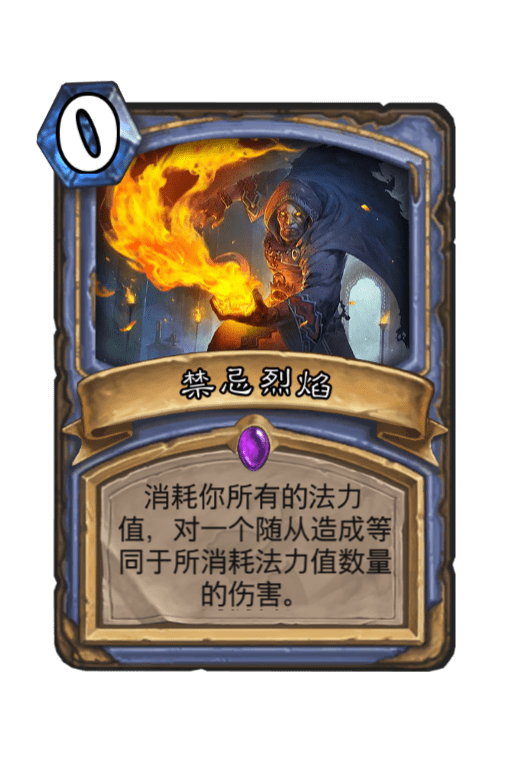 0
禁忌烈焰
消耗你所有的法力
值，对一个随从造成等
同于所消耗法力值数量
的伤害。